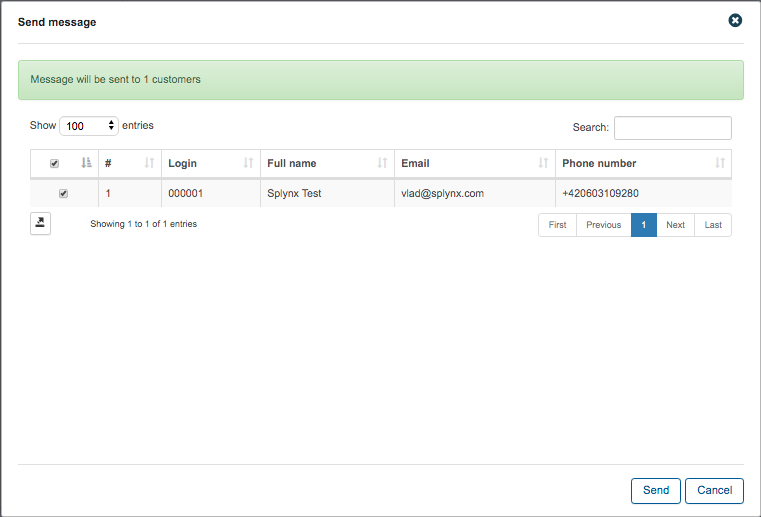 Send message
Message will be sent to 1 customers
Show 100 entries Search:
# Login Full name Email Phone number
1 000001 Splynx Test vlad@splynx.com +420603109280
Showing 1 to 1 of 1 entries First Previous 1 Next Last
Send Cancel